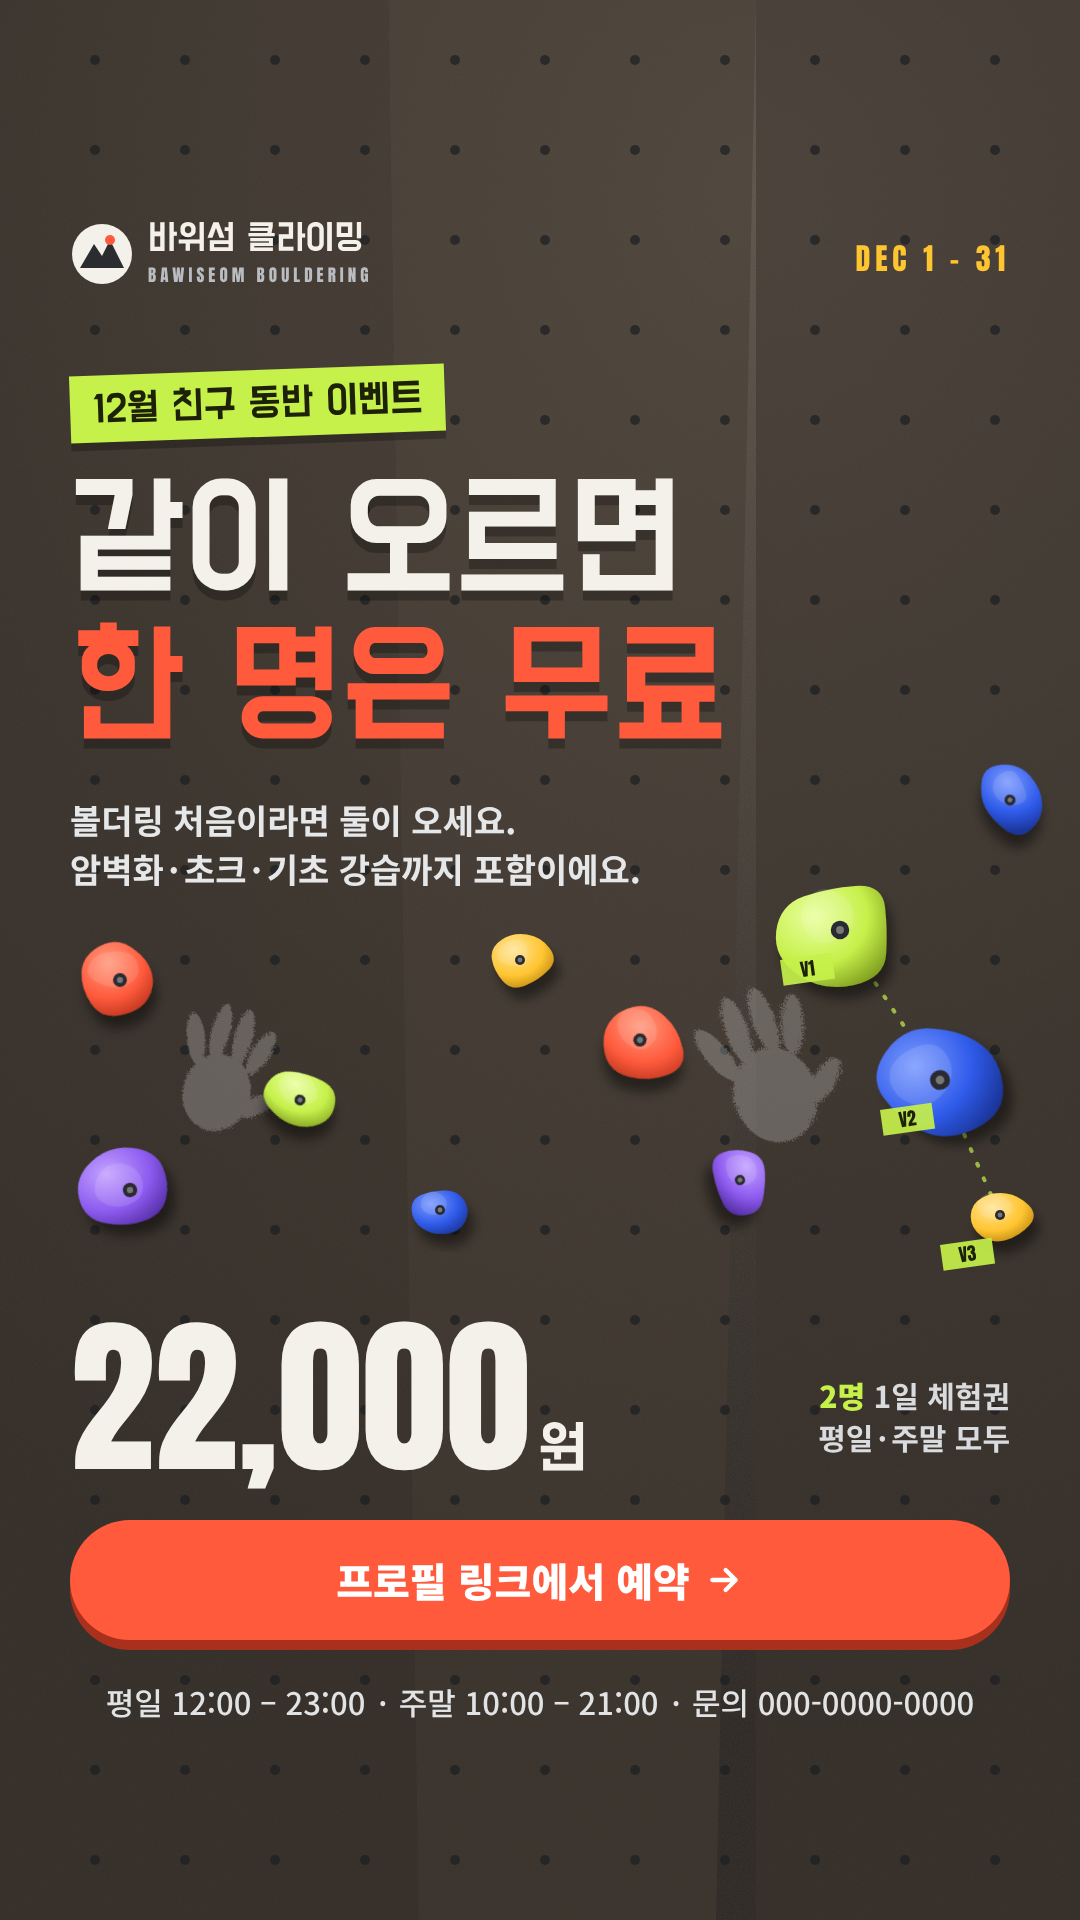 바위섬 클라이밍
BAWISEOM BOULDERING
DEC 1 - 31
12월 친구 동반 이벤트
같이 오르면
한 명은 무료
볼더링 처음이라면 둘이 오세요.
암벽화·초크·기초 강습까지 포함이에요.
V1
V2
V3
22,000원
2명 1일 체험권
평일·주말 모두
프로필 링크에서 예약 →
평일 12:00 – 23:00 · 주말 10:00 – 21:00 · 문의 000-0000-0000